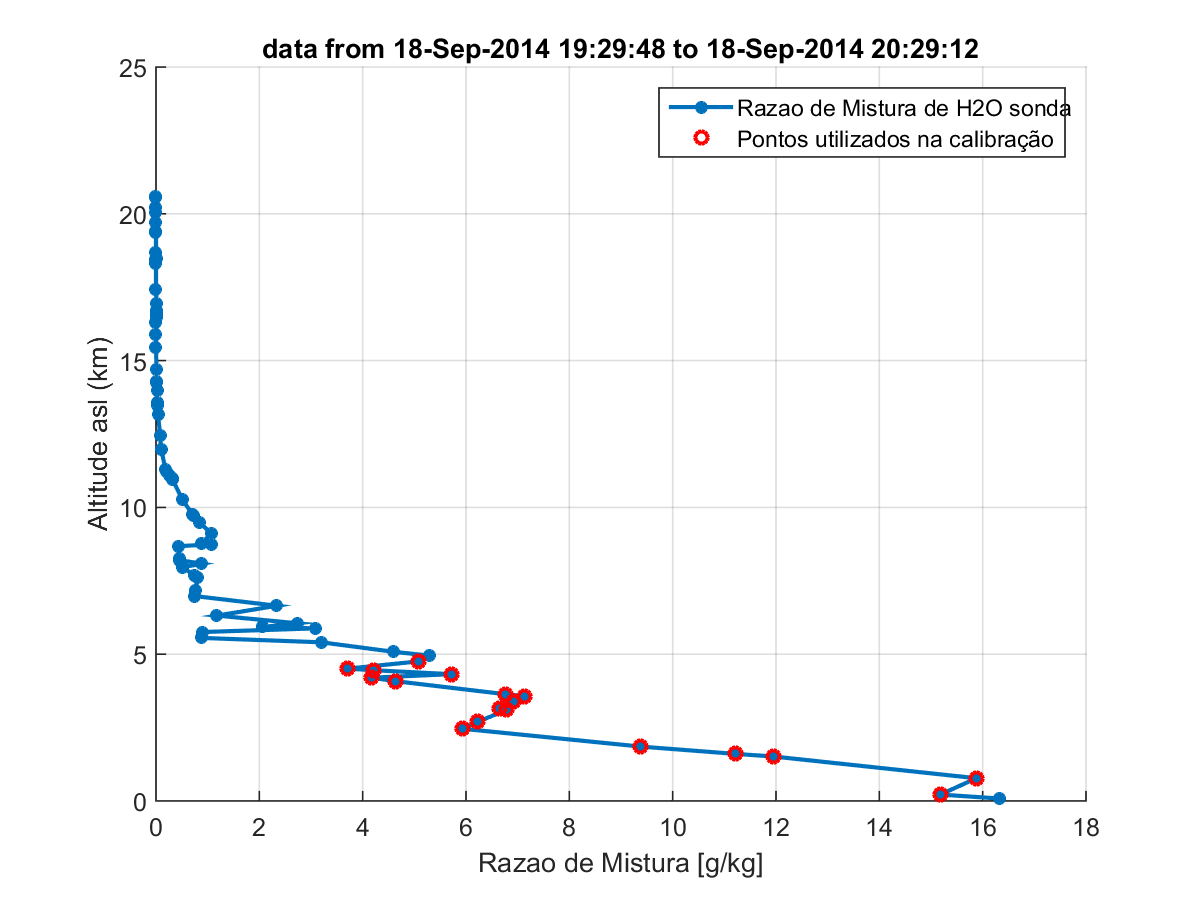 data from 18-Sep-2014 19:29:48 to 18-Sep-2014 20:29:12
Razao de Mistura de H2O sonda
Pontos utilizados na calibração
25
20
15
10
5
0
Altitude asl (km)
0 2 4 6 8 10 12 14 16 18
Razao de Mistura [g/kg]